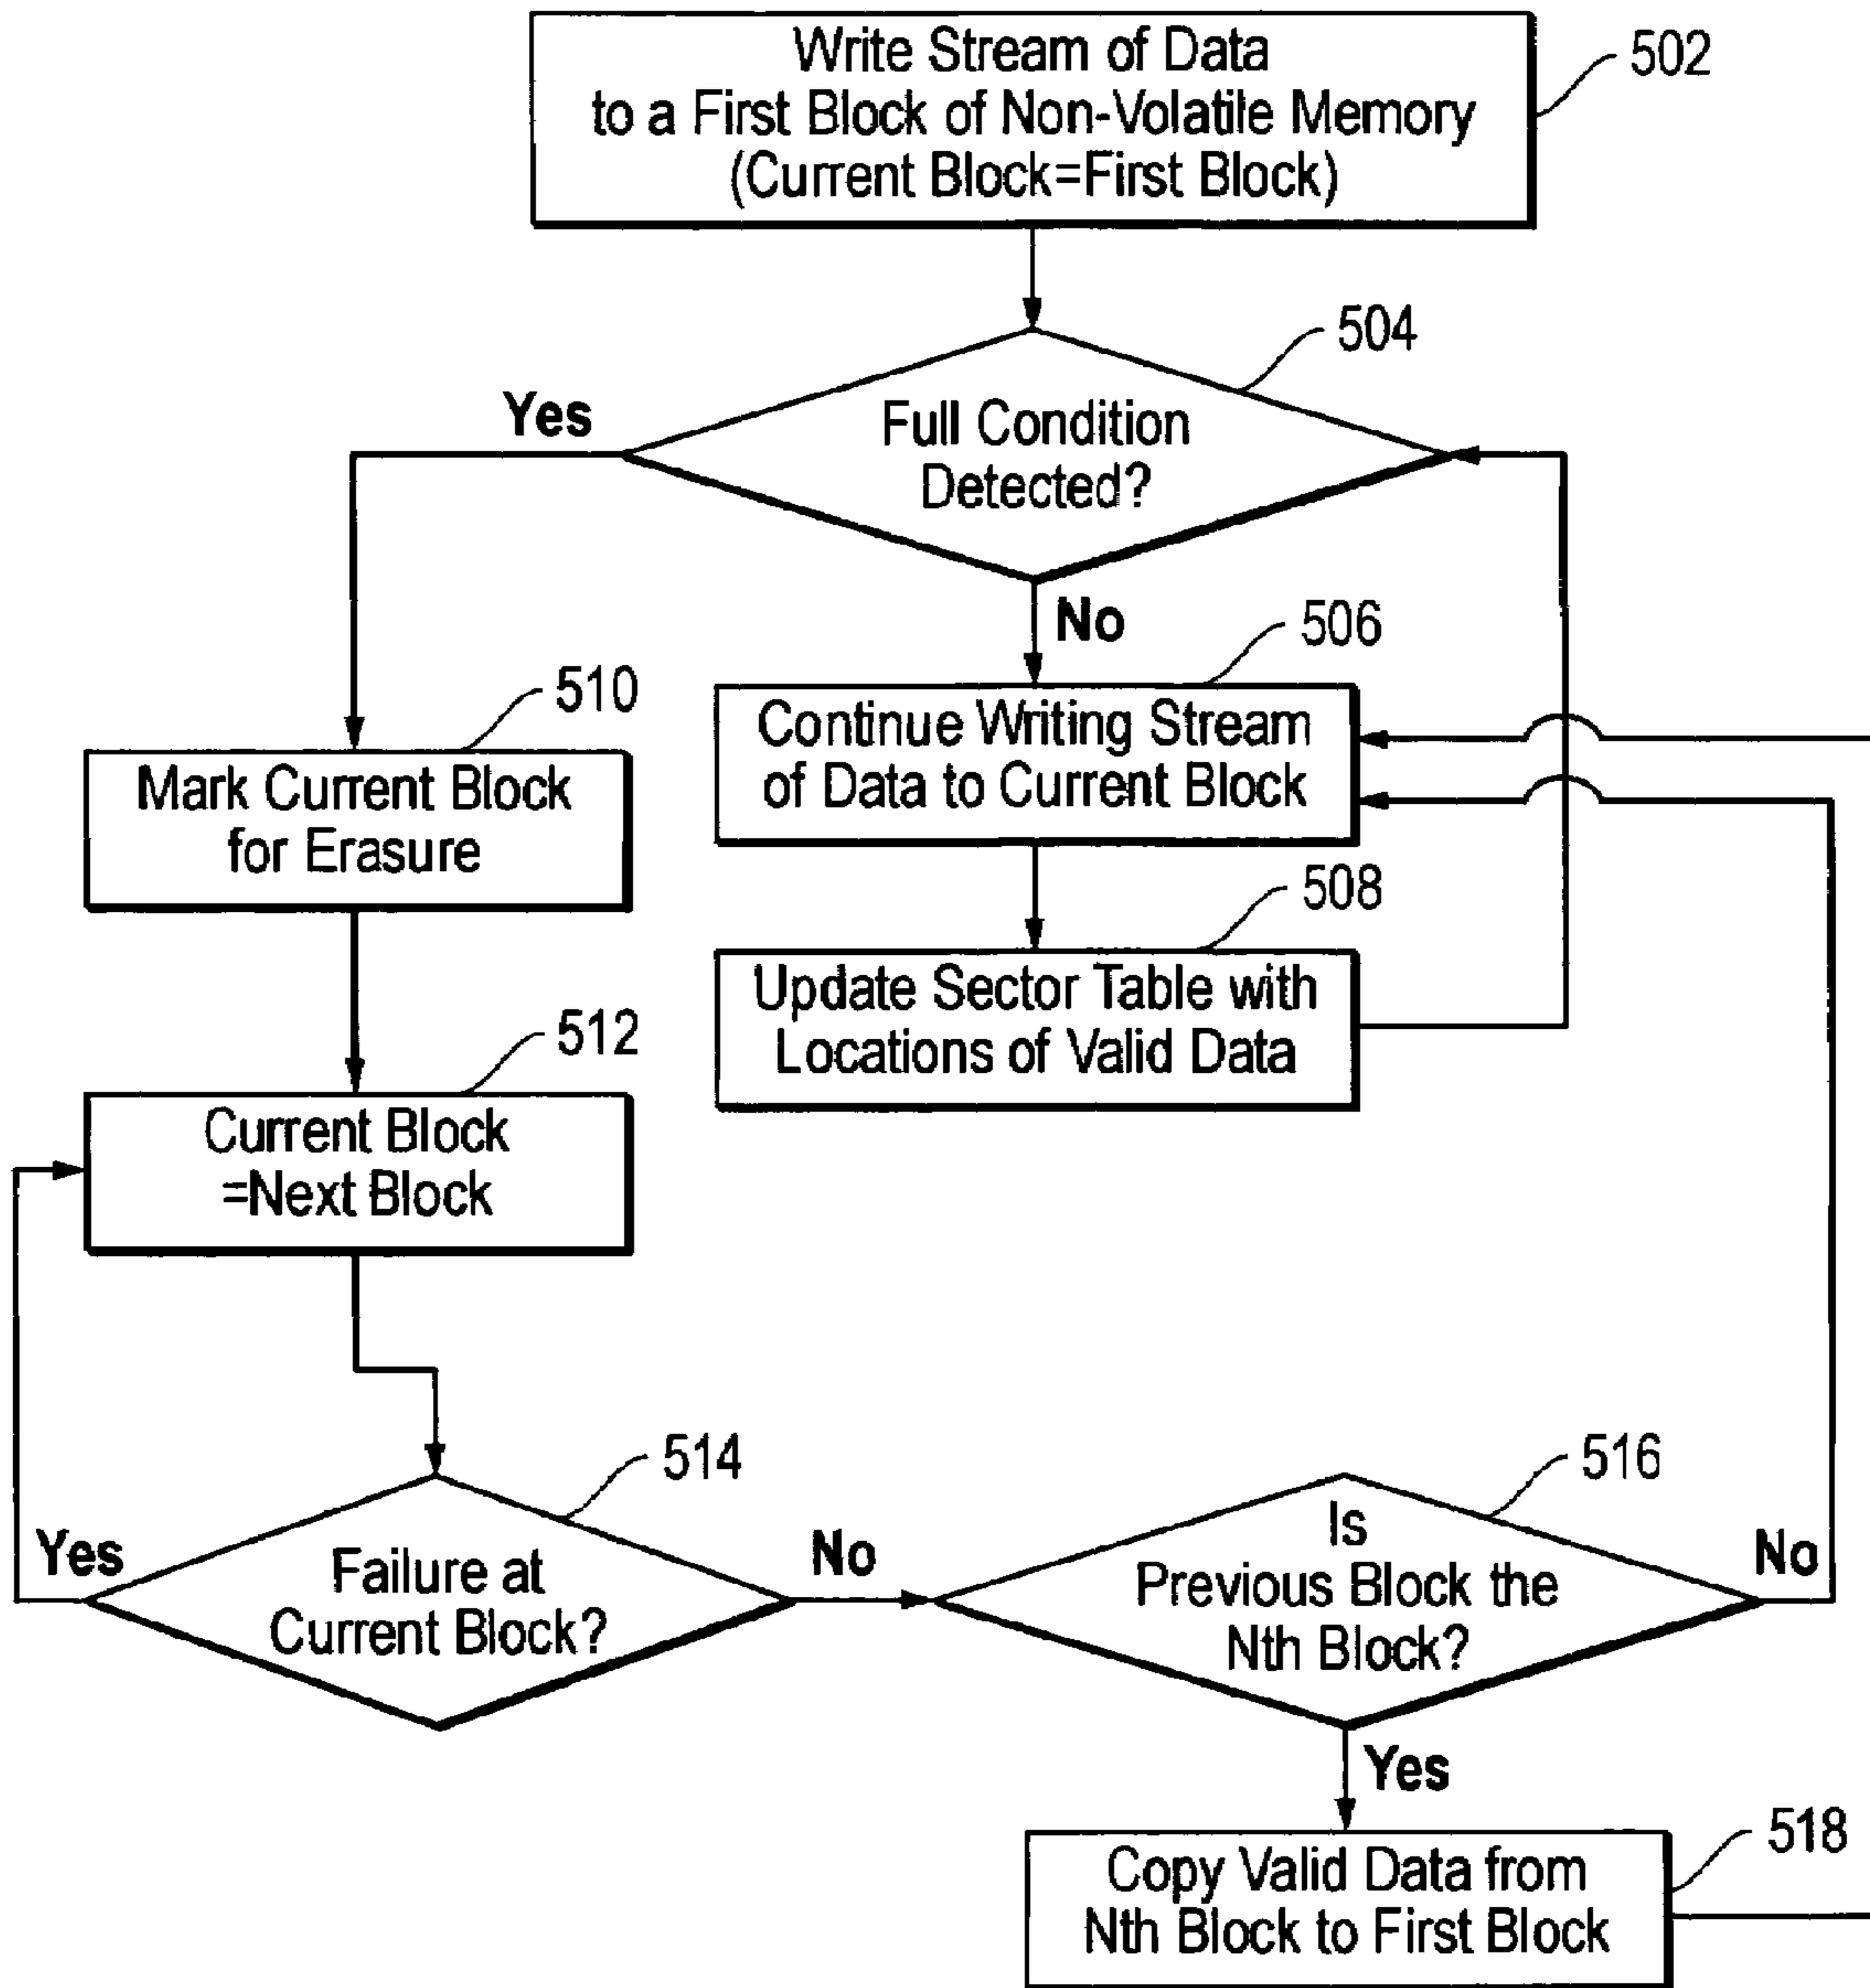 Write Stream of Data
to a First Block of Non-Volatile Memory
(Current Block=First Block)
502
504
Yes
Full Condition
Detected?
No
506
510
Continue Writing Stream
of Data to Current Block
Mark Current Block
for Erasure
508
Update Sector Table with
Locations of Valid Data
512
Current Block
=Next Block
514
516
Yes
Failure at
Current Block?
No
Is
Previous Block the
Nth Block?
No
Yes
518
Copy Valid Data from
Nth Block to First Block